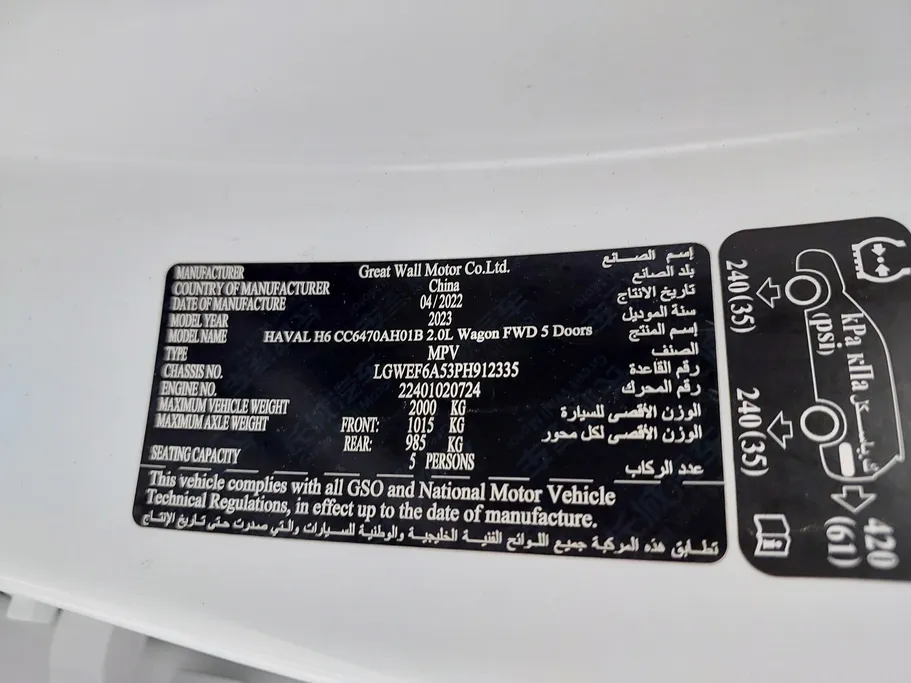 MANUFACTURER Great Wall Motor Co.Ltd. إسم الصانع
COUNTRY OF MANUFACTURER China بلد الصانع
DATE OF MANUFACTURE 04/2022 تاريخ الانتاج
MODEL YEAR 2023 سنة الموديل
MODEL NAME HAVAL H6 CC6470AH01B 2.0L Wagon FWD 5 Doors إسم المنتج
TYPE MPV الصنف
CHASSIS NO. LGWEF6A53PH912335 رقم القاعدة
ENGINE NO. 22401020724 رقم المحرك
MAXIMUM VEHICLE WEIGHT 2000 KG الوزن الأقصى للسيارة
MAXIMUM AXLE WEIGHT FRONT: 1015 KG الوزن الأقصى لكل محور
REAR: 985 KG
SEATING CAPACITY 5 PERSONS عدد الركاب
This vehicle complies with all GSO and National Motor Vehicle
Technical Regulations, in effect up to the date of manufacture.
تطابق هذه المركبة جميع اللوائح الفنية الخليجية والوطنية للسيارات والتي صدرت حتى تاريخ الإنتاج
kPa
(PSI)
240(35)
240(35)
420
(61)